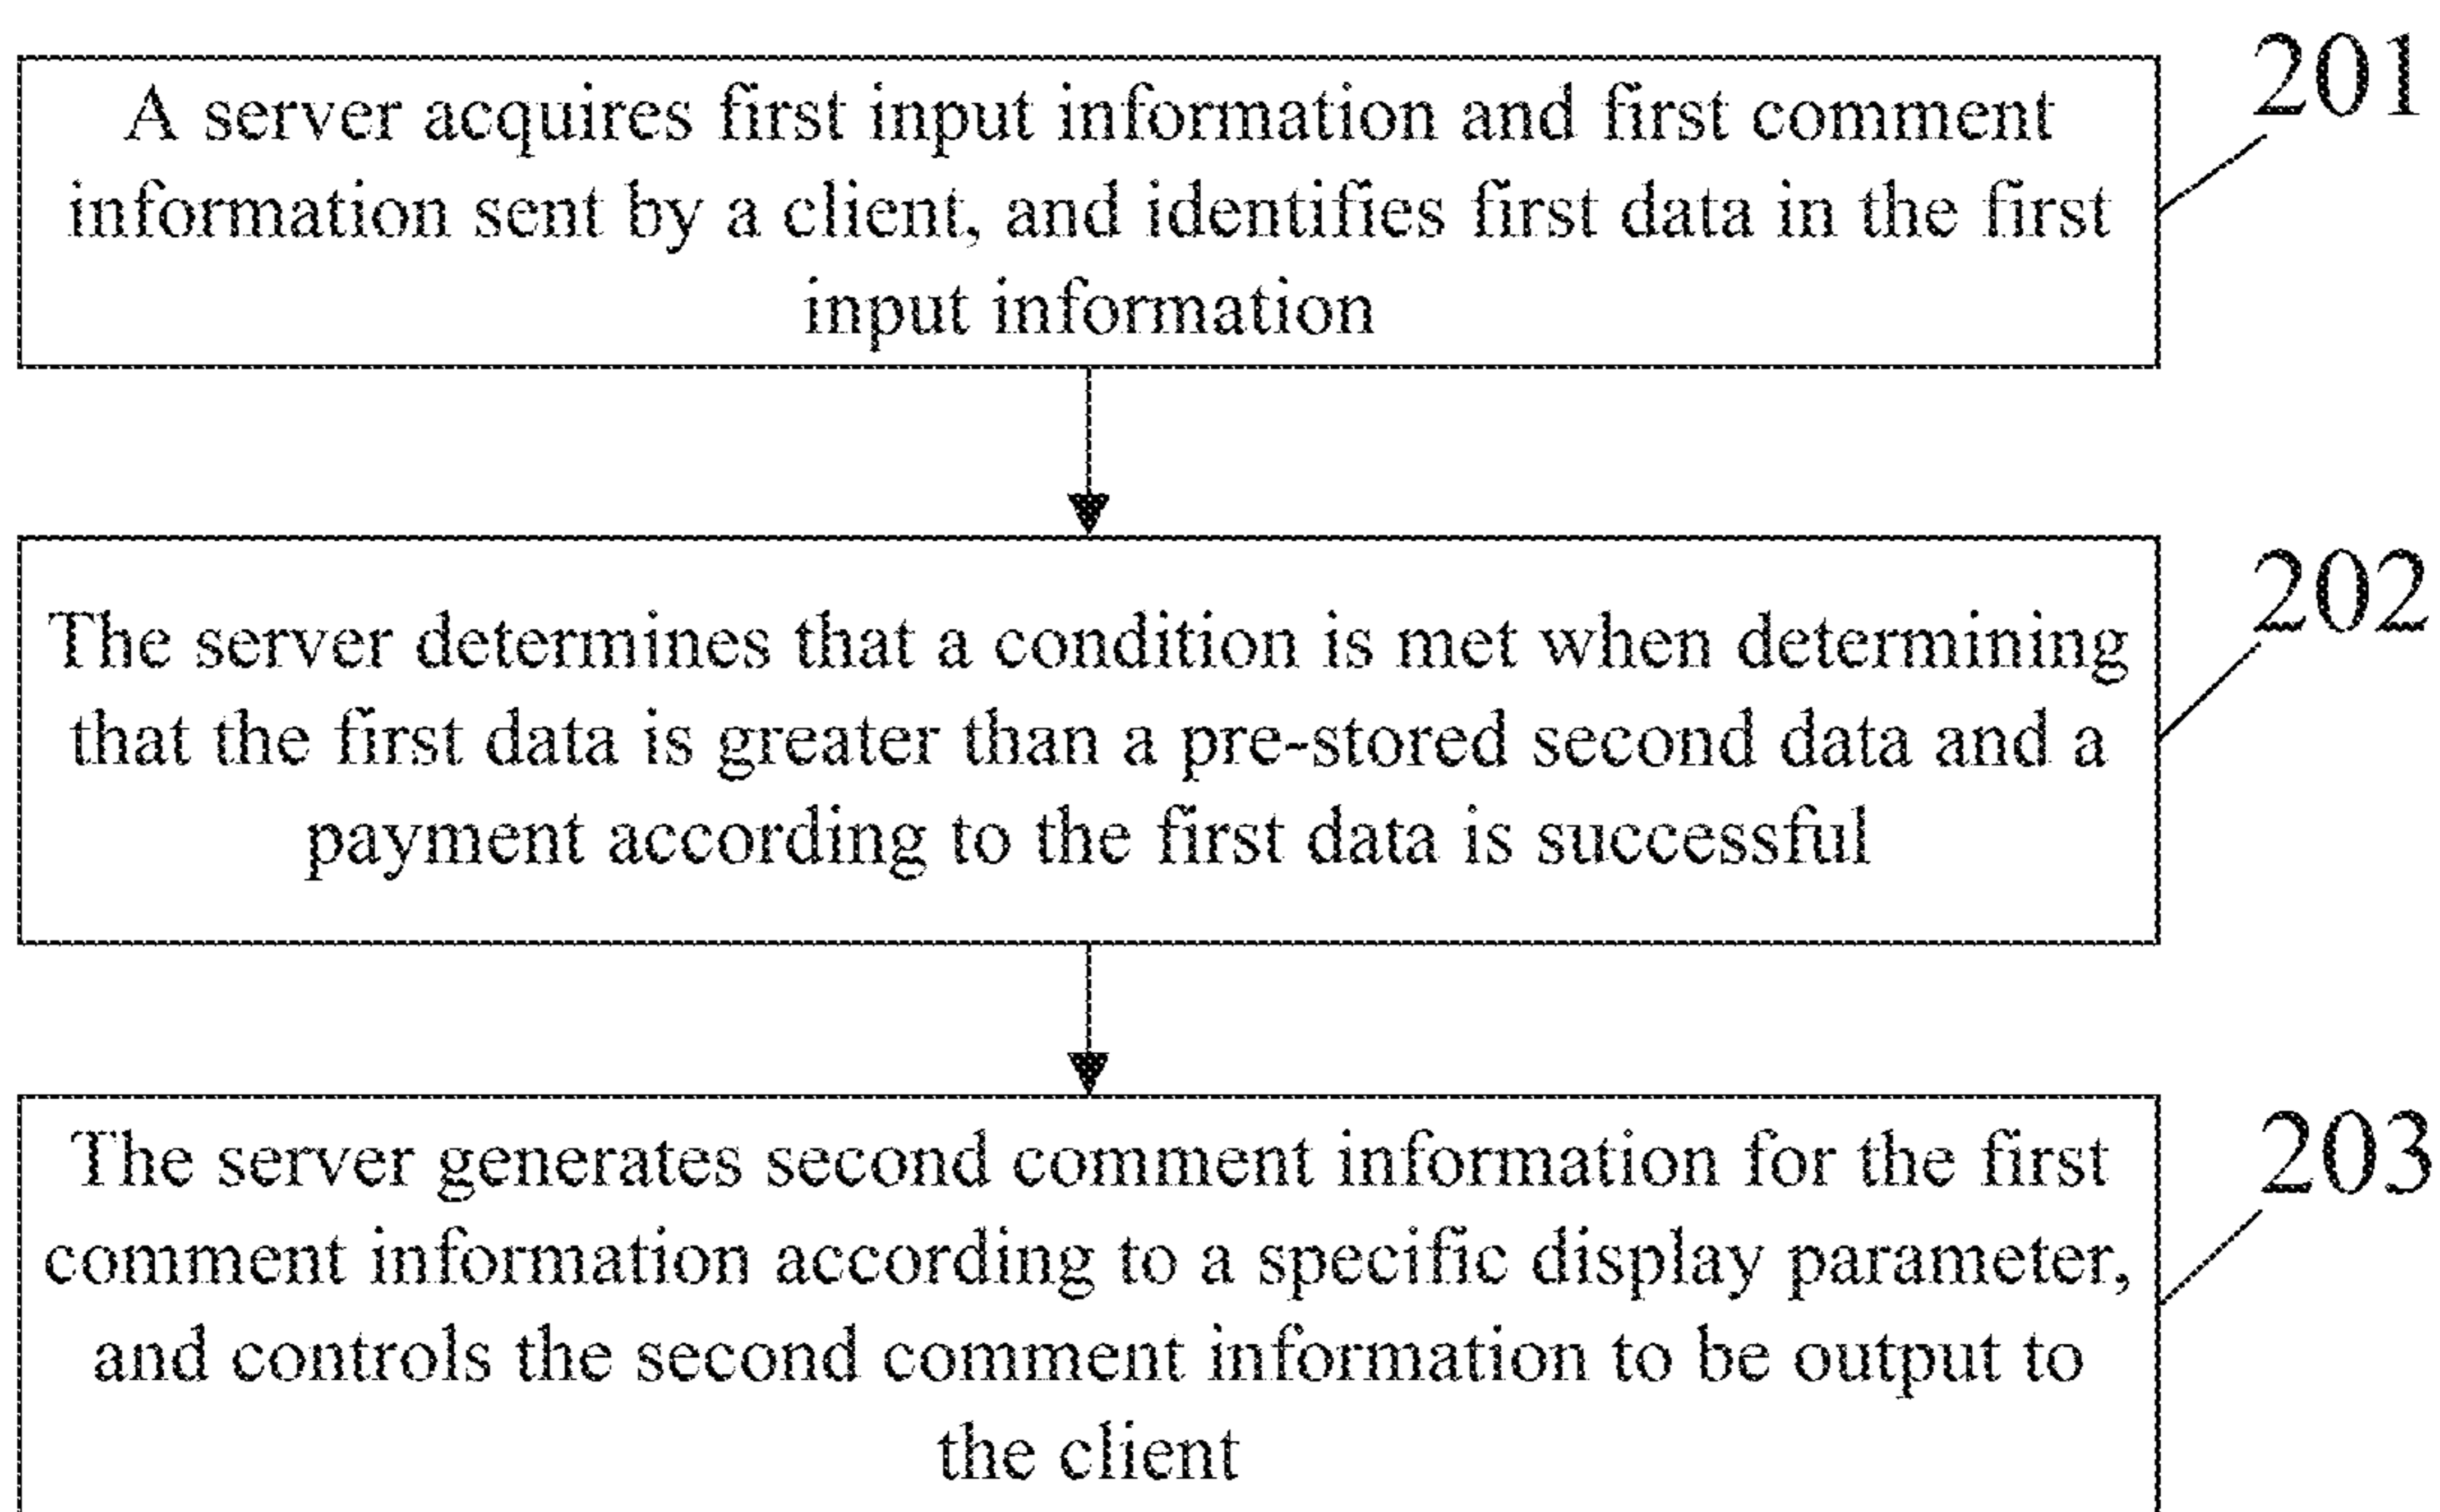 201
A server acquires first input information and first comment
information sent by a client, and identifies first data in the first
input information
202
The server determines that a condition is met when determining
that the first data is greater than a pre-stored second data and a
payment according to the first data is successful
203
The server generates second comment information for the first
comment information according to a specific display parameter,
and controls the second comment information to be output to
the client